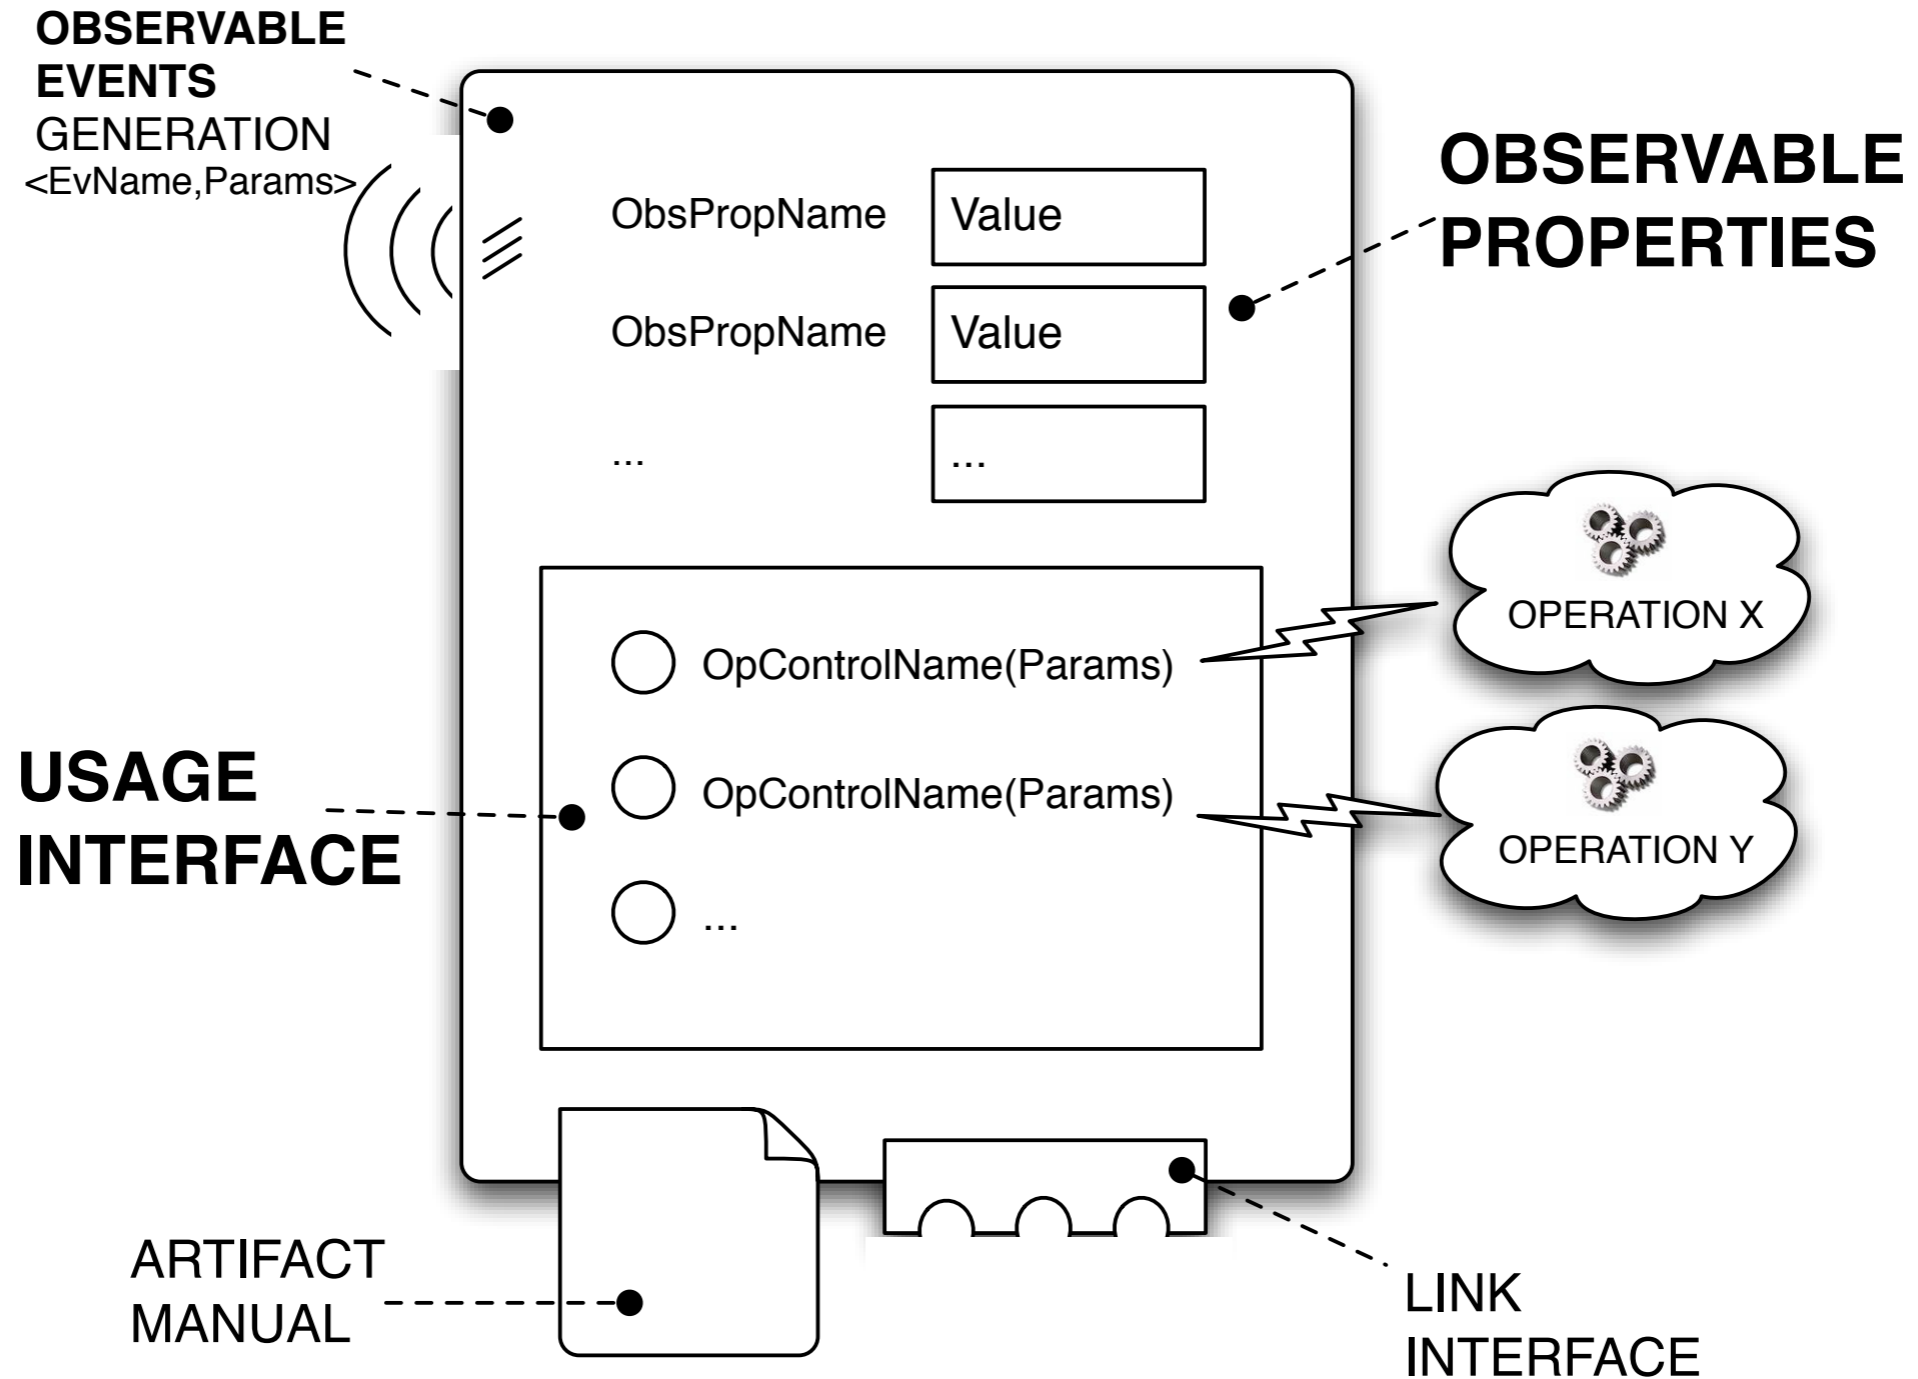 OBSERVABLE
EVENTS
GENERATION
<EvName,Params>
ObsPropName Value
ObsPropName Value
... ...
OBSERVABLE
PROPERTIES
OpControlName(Params)
OpControlName(Params)
...
OPERATION X
OPERATION Y
USAGE
INTERFACE
ARTIFACT
MANUAL
LINK
INTERFACE